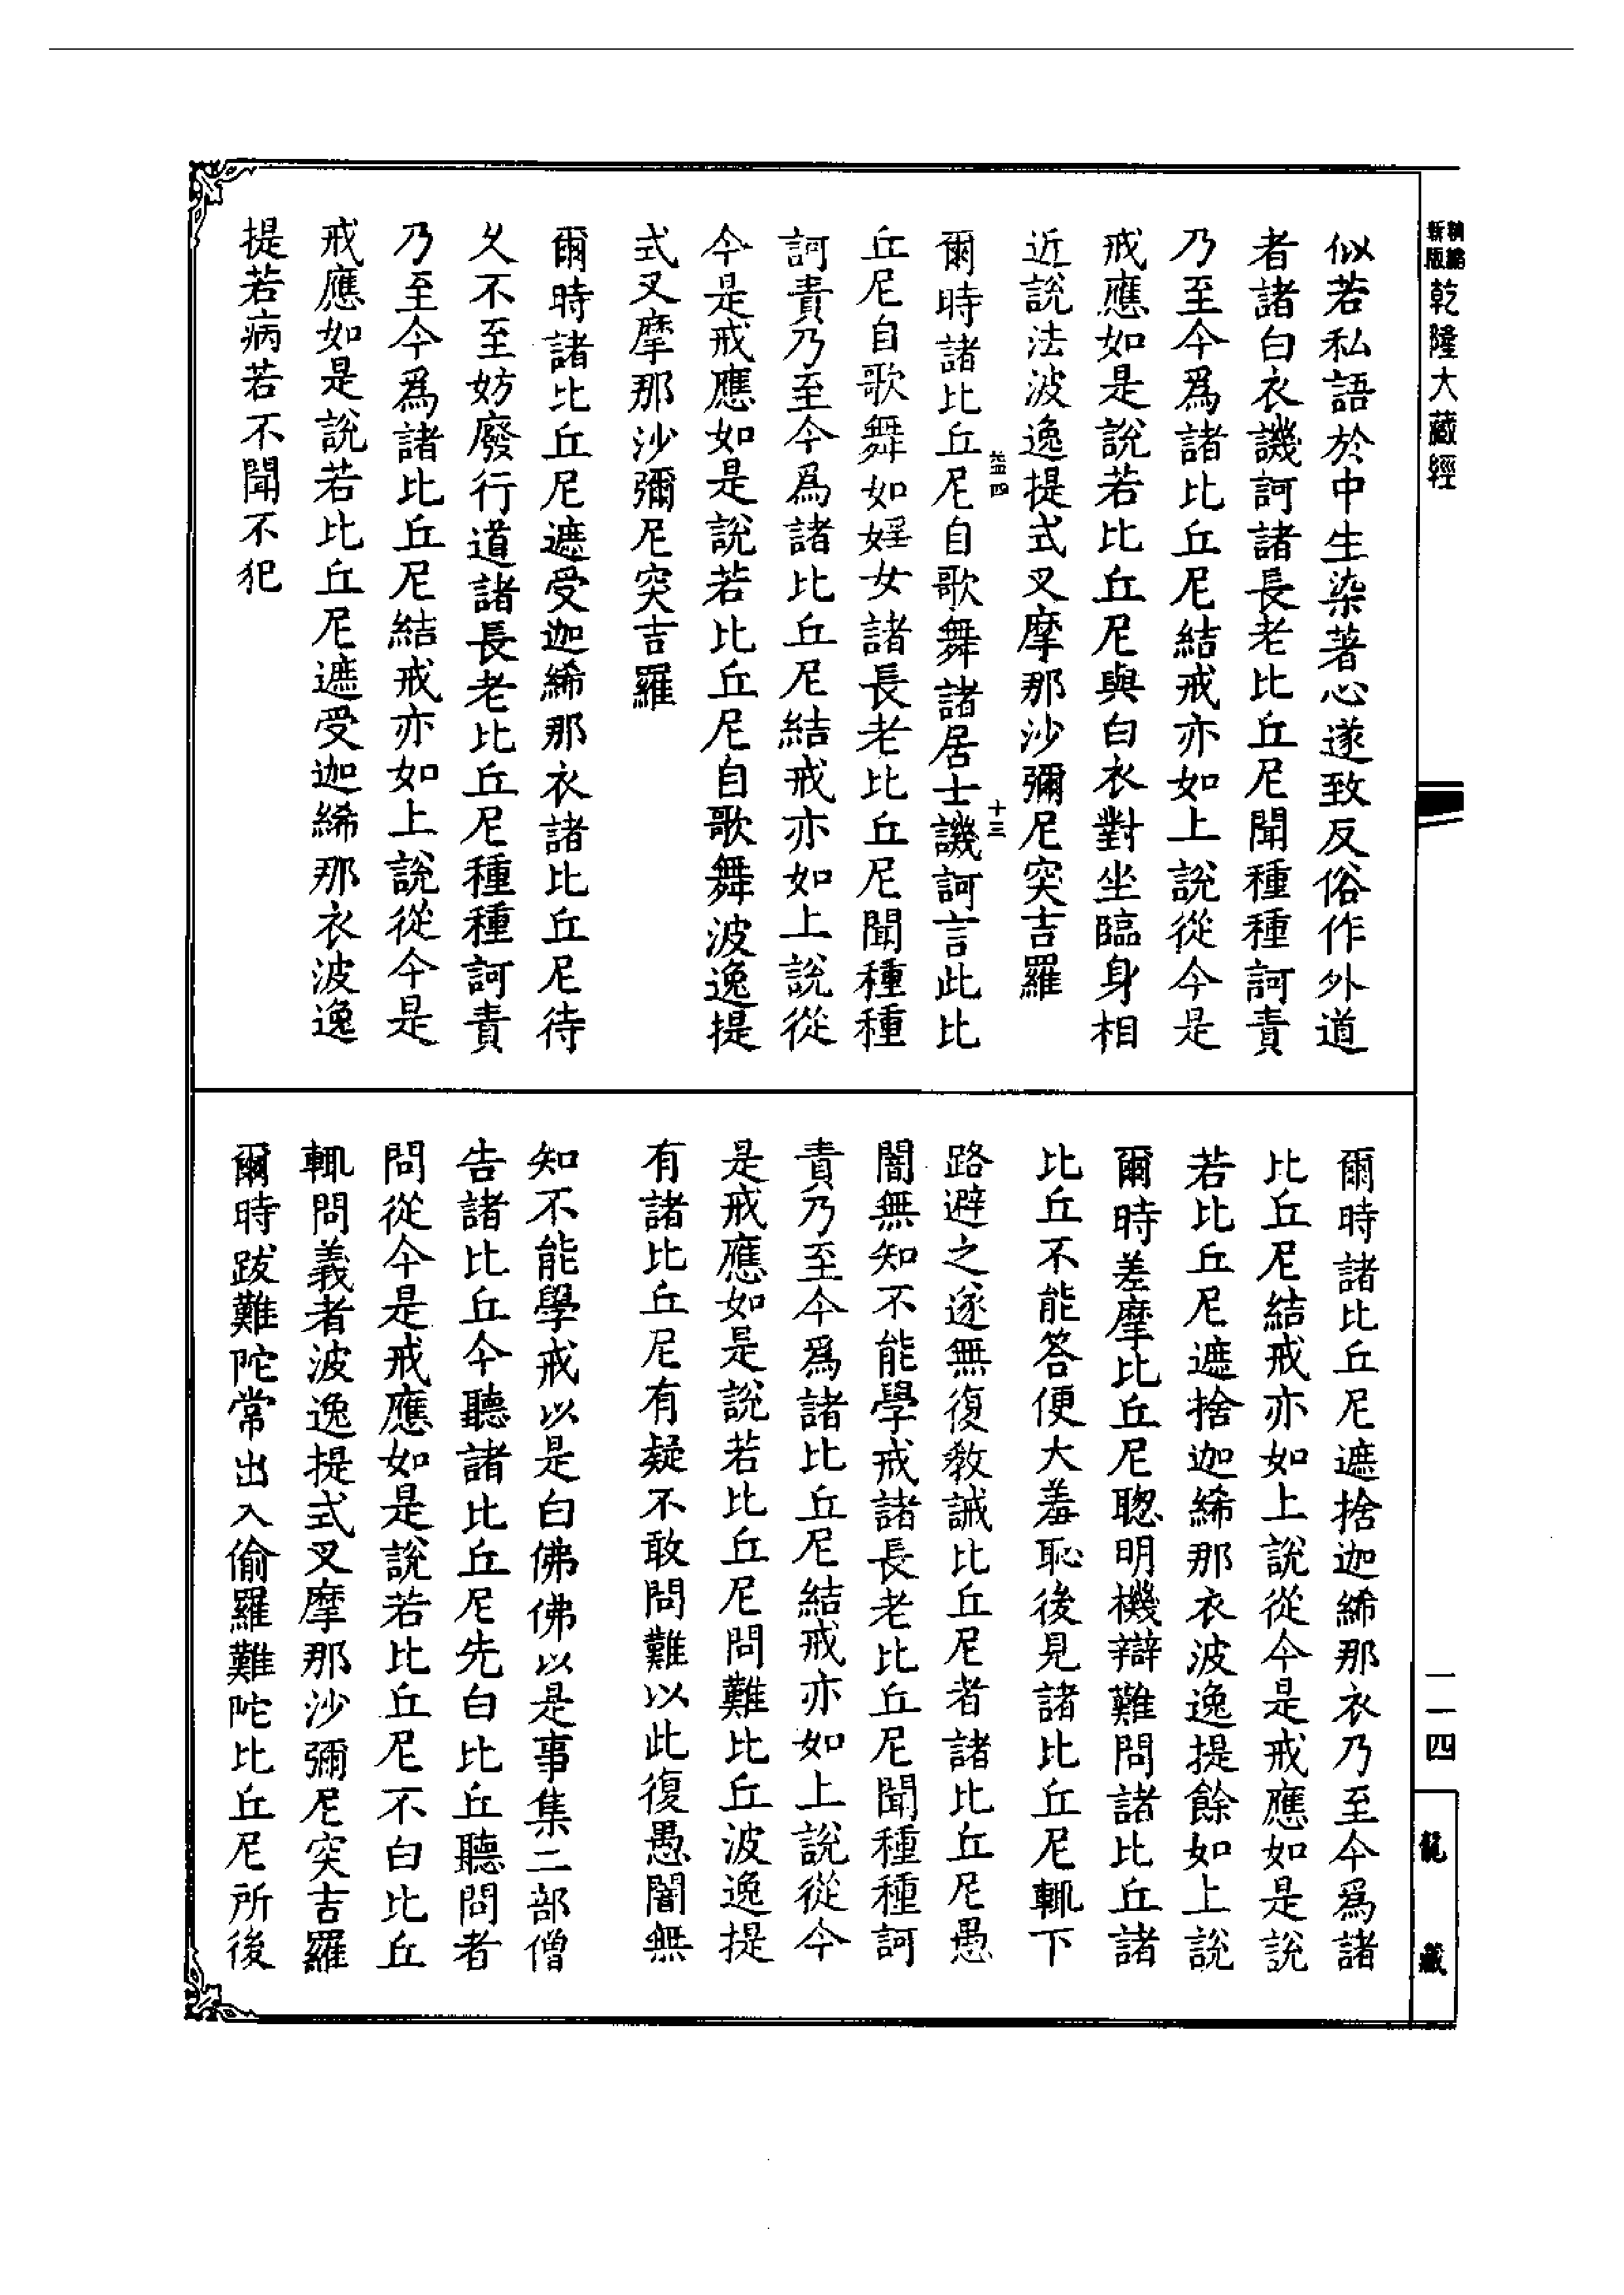 精編新版
乾隆大藏經
似若私語於中生染著心遂致反俗作外道
者諸白衣譏訶諸長老比丘尼聞種種訶責
乃至今爲諸比丘尼結戒亦如上說從今是
戒應如是說若比丘尼與白衣對坐臨身相
近說法波逸提式叉摩那沙彌尼突吉羅
十三
爾時諸比丘尼自歌舞諸居士譏訶言此比
丘尼自歌舞如婬女諸長老比丘尼聞種種
訶責乃至今爲諸比丘尼結戒亦如上說從
今是戒應如是說若比丘尼自歌舞波逸提
式叉摩那沙彌尼突吉羅
爾時諸比丘尼遮受迦絺那衣諸比丘尼待
久不至妨廢行道諸長老比丘尼種種訶責
乃至今爲諸比丘尼結戒亦如上說從今是
戒應如是說若比丘尼遮受迦絺那衣波逸
提若病若不聞不犯
爾時諸比丘尼遮捨迦絺那衣乃至今爲諸
比丘尼結戒亦如上說從今是戒應如是說
若比丘尼遮捨迦絺那衣波逸提餘如上說
爾時差摩比丘尼聰明機辯難問諸比丘諸
比丘不能答便大羞恥後見諸比丘尼輒下
路避之遂無復教誡比丘尼者諸比丘尼愚
闇無知不能學戒諸長老比丘尼聞種種訶
責乃至今爲諸比丘尼結戒亦如上說從今
是戒應如是說若比丘尼問難比丘波逸提
有諸比丘尼有疑不敢問難以此復愚闇無
知不能學戒以是白佛佛以是事集二部僧
告諸比丘今聽諸比丘尼先白比丘聽問者
問從今是戒應如是說若比丘尼不白比丘
輒問義者波逸提式叉摩那沙彌尼突吉羅
爾時跋難陀常出入偷羅難陀比丘尼所後
一一四
龍藏